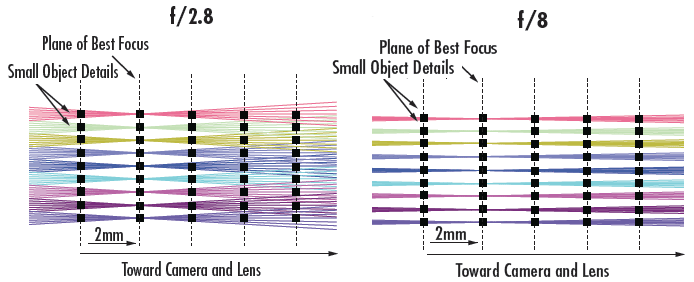 f/2.8
Plane of Best Focus
Small Object Details
2mm
Toward Camera and Lens
f/8
Plane of Best Focus
Small Object Details
2mm
Toward Camera and Lens